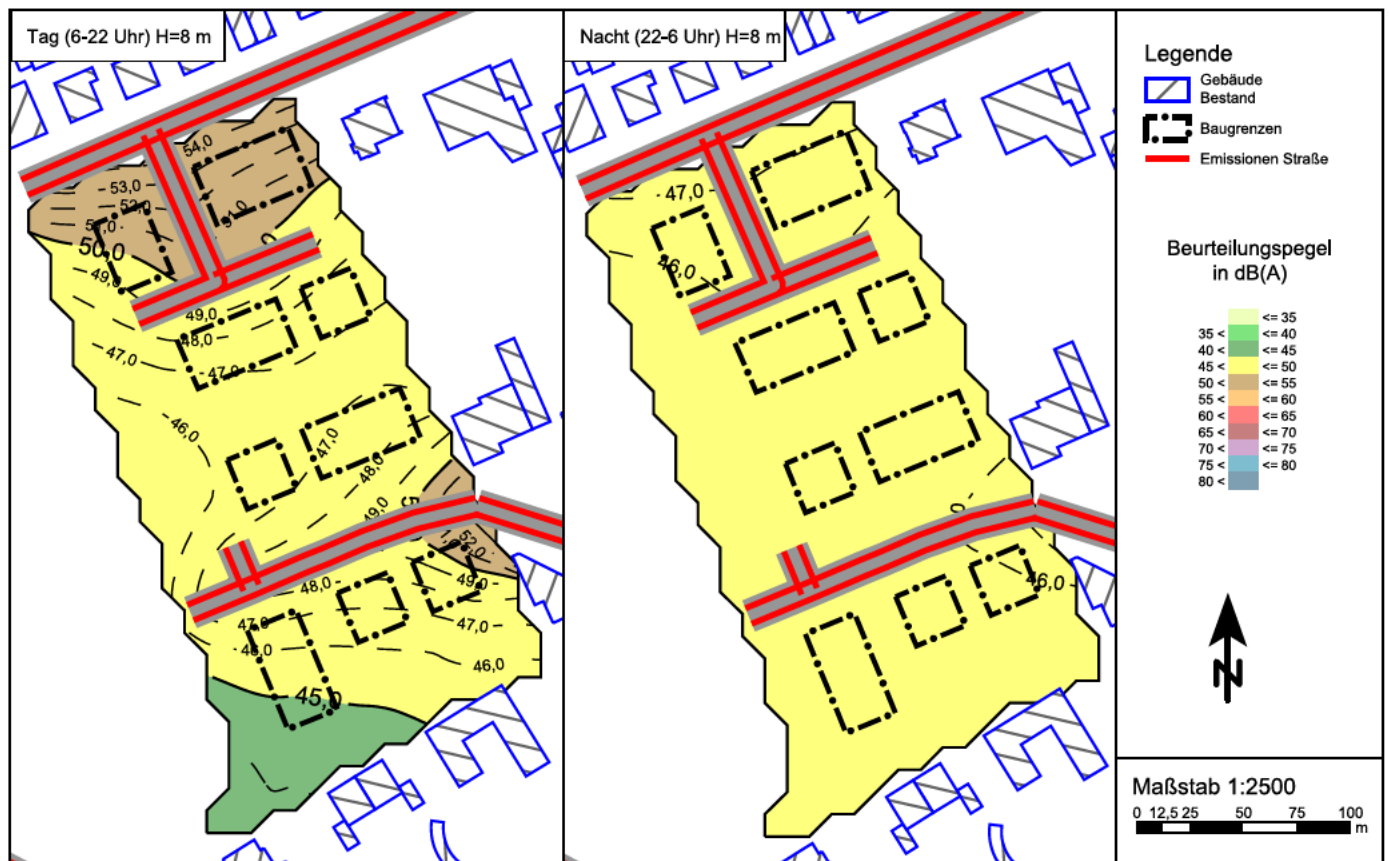 Tag (6-22 Uhr) H=8 m
54,0
53,0
52,0
50,0
49,0
49,0
48,0
47,0
47,0
46,0
47,0
48,0
49,0
52,0
48,0
49,0
47,0
47,0
46,0
45,0
Nacht (22-6 Uhr) H=8 m
47,0
46,0
46,0
Legende
Gebäude
Bestand
Baugrenzen
Emissionen Straße
Beurteilungspegel
in dB(A)
<= 35
35 < <= 40
40 < <= 45
45 < <= 50
50 < <= 55
55 < <= 60
60 < <= 65
65 < <= 70
70 < <= 75
75 < <= 80
80 <
N
Maßstab 1:2500
0 12,5 25 50 75 100
m